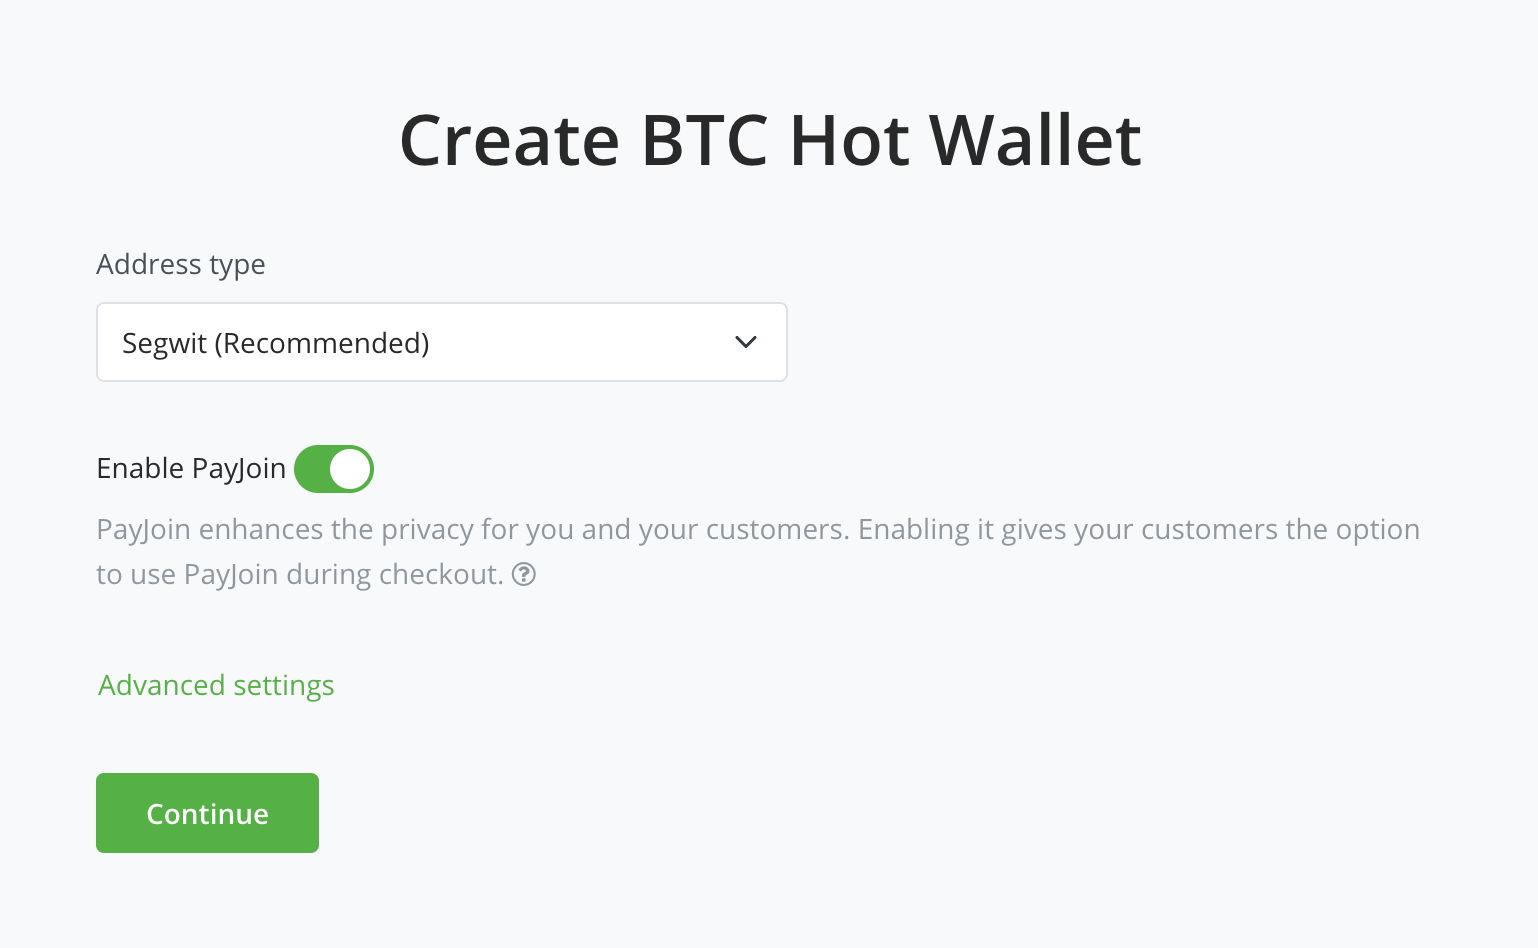 Create BTC Hot Wallet
Address type
Segwit (Recommended)
Enable PayJoin
PayJoin enhances the privacy for you and your customers. Enabling it gives your customers the option
to use PayJoin during checkout.
Advanced settings
Continue